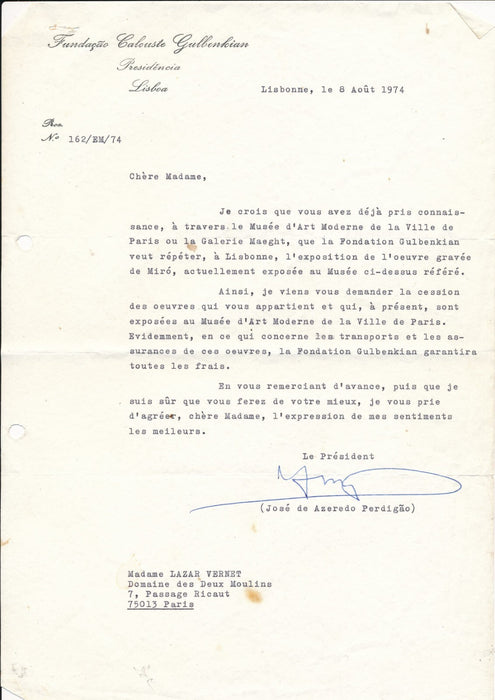 Fundação Calouste Gulbenkian
Presidência
Lisboa
Lisbonne, le 8 Août 1974
Nº 162/EM/74
Chère Madame,
Je crois que vous avez déjà pris connais-
sance, à travers le Musée d'Art Moderne de la Ville de
Paris ou la Galerie Maeght, que la Fondation Gulbenkian
veut répéter, à Lisbonne, l'exposition de l'oeuvre gravée
de Miró, actuellement exposée au Musée ci-dessus référé.
Ainsi, je viens vous demander la cession
des oeuvres qui vous appartient et qui, à présent, sont
exposées au Musée d'Art Moderne de la Ville de Paris.
Evidemment, en ce qui concerne les transports et les as-
surances de ces oeuvres, la Fondation Gulbenkian garantira
toutes les frais.
En vous remerciant d'avance, puis que je
suis sûr que vous ferez de votre mieux, je vous prie
d'agréer, chère Madame, l'expression de mes sentiments
les meileurs.
Le Président
(José de Azeredo Perdigão)
Madame LAZAR VERNET
Domaine des Deux Moulins
7, Passage Ricaut
75013 Paris